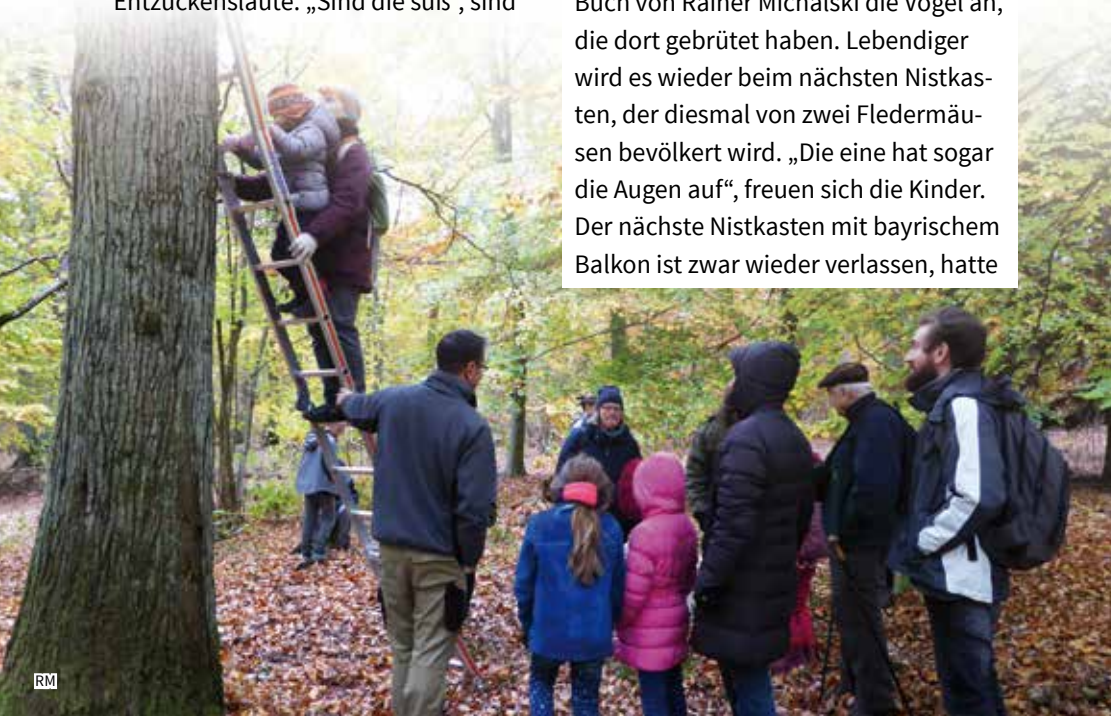 Entzückenslaute. „Sind die süß“, sind
Buch von Rainer Michalski die Vögel an,
die dort gebrütet haben. Lebendiger
wird es wieder beim nächsten Nistkas-
ten, der diesmal von zwei Fledermäu-
sen bevölkert wird. „Die eine hat sogar
die Augen auf“, freuen sich die Kinder.
Der nächste Nistkasten mit bayrischem
Balkon ist zwar wieder verlassen, hatte
RM